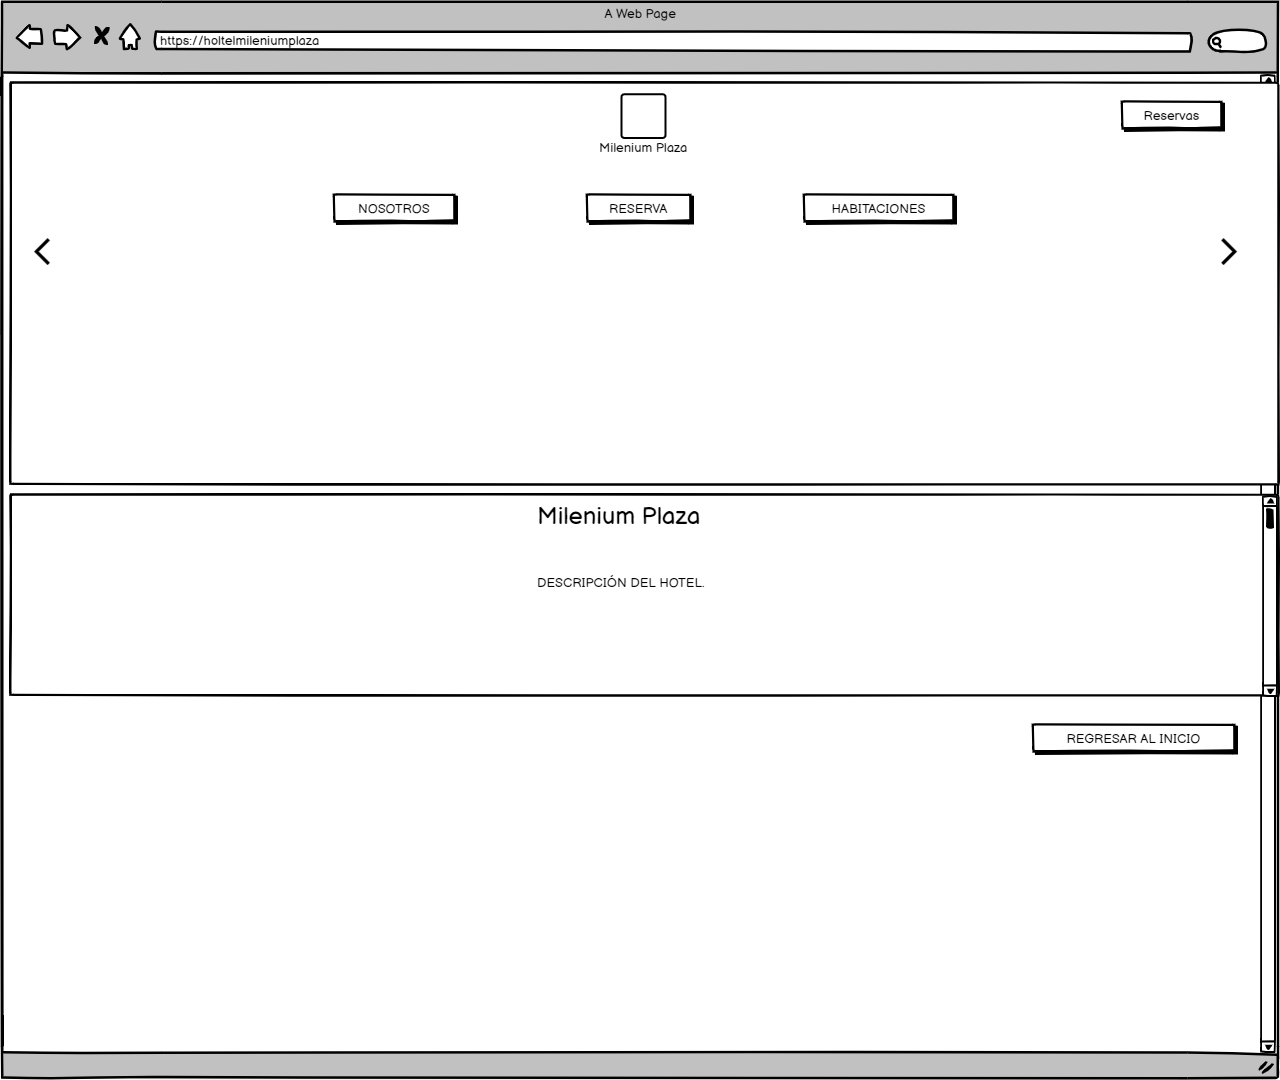 A Web Page
https://holtelmileniumplaza
Reservas
Milenium Plaza
NOSOTROS
RESERVA
HABITACIONES
Milenium Plaza
DESCRIPCIÓN DEL HOTEL.
REGRESAR AL INICIO